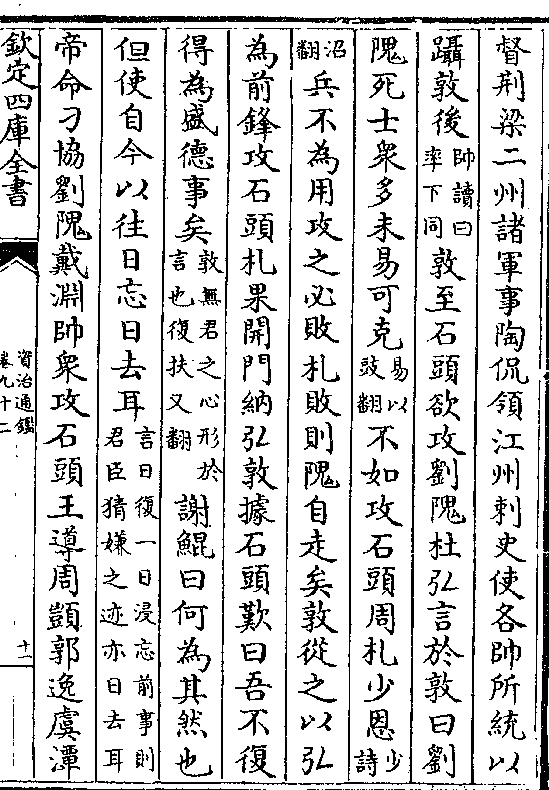 督荆梁二州諸軍事陶侃領江州刺史使各帥所統以
躡敦後帥讀曰率下同敦至石頭欲攻劉隗杜弘言於敦曰劉
隗死士衆多未易可克易以豉翻不如攻石頭周札少恩少詩
沼翻兵不為用攻之必敗札敗則隗自走矣敦從之以弘
為前鋒攻石頭札果開門納弘敦據石頭歎曰吾不復
得為盛德事矣敦無君之心形於言也復扶又翻謝鯤曰何為其然也
但使自今以往日忘日去耳言日復一日浸忘前事則君臣猜嫌之迹亦日去耳
帝命刁協劉隗戴淵帥衆攻石頭王導周顗郭逸虞潭
欽定四庫全書
資治通鑑
卷九十二
十一